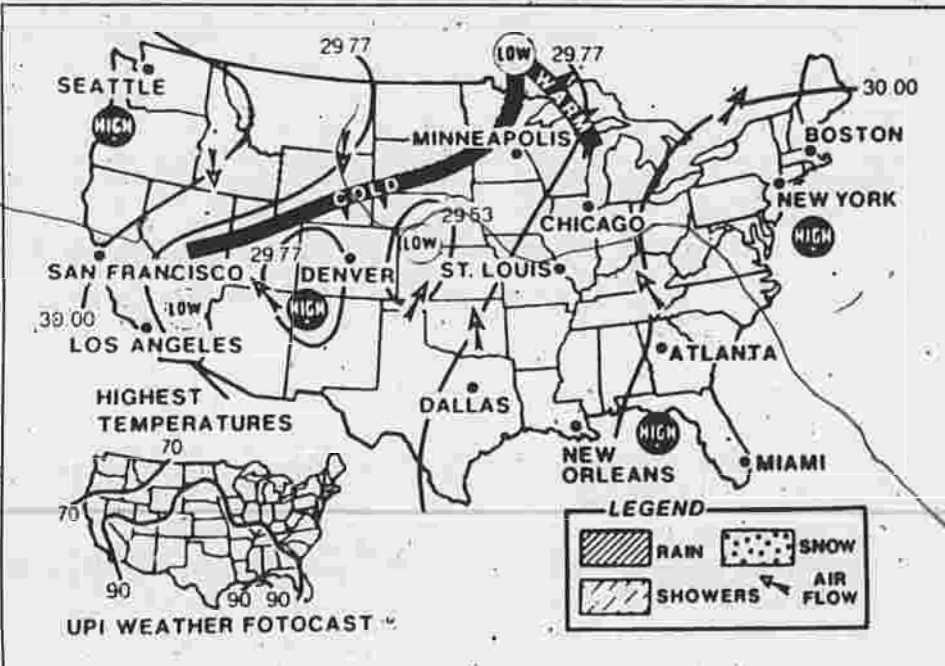 29.77
LOW
29.77
WARM
SEATTLE
HIGH
30.00
MINNEAPOLIS
BOSTON
COLD
NEW YORK
29.53
CHICAGO
HIGH
LOW
29.77
SAN FRANCISCO
DENVER
ST. LOUIS
HIGH
LOW
30.00
LOS ANGELES
ATLANTA
HIGHEST
TEMPERATURES
DALLAS
HIGH
NEW
ORLEANS
MIAMI
70
70
90
90
90
LEGEND
RAIN
SNOW
SHOWERS
AIR
FLOW
UPI WEATHER FOTOCAST